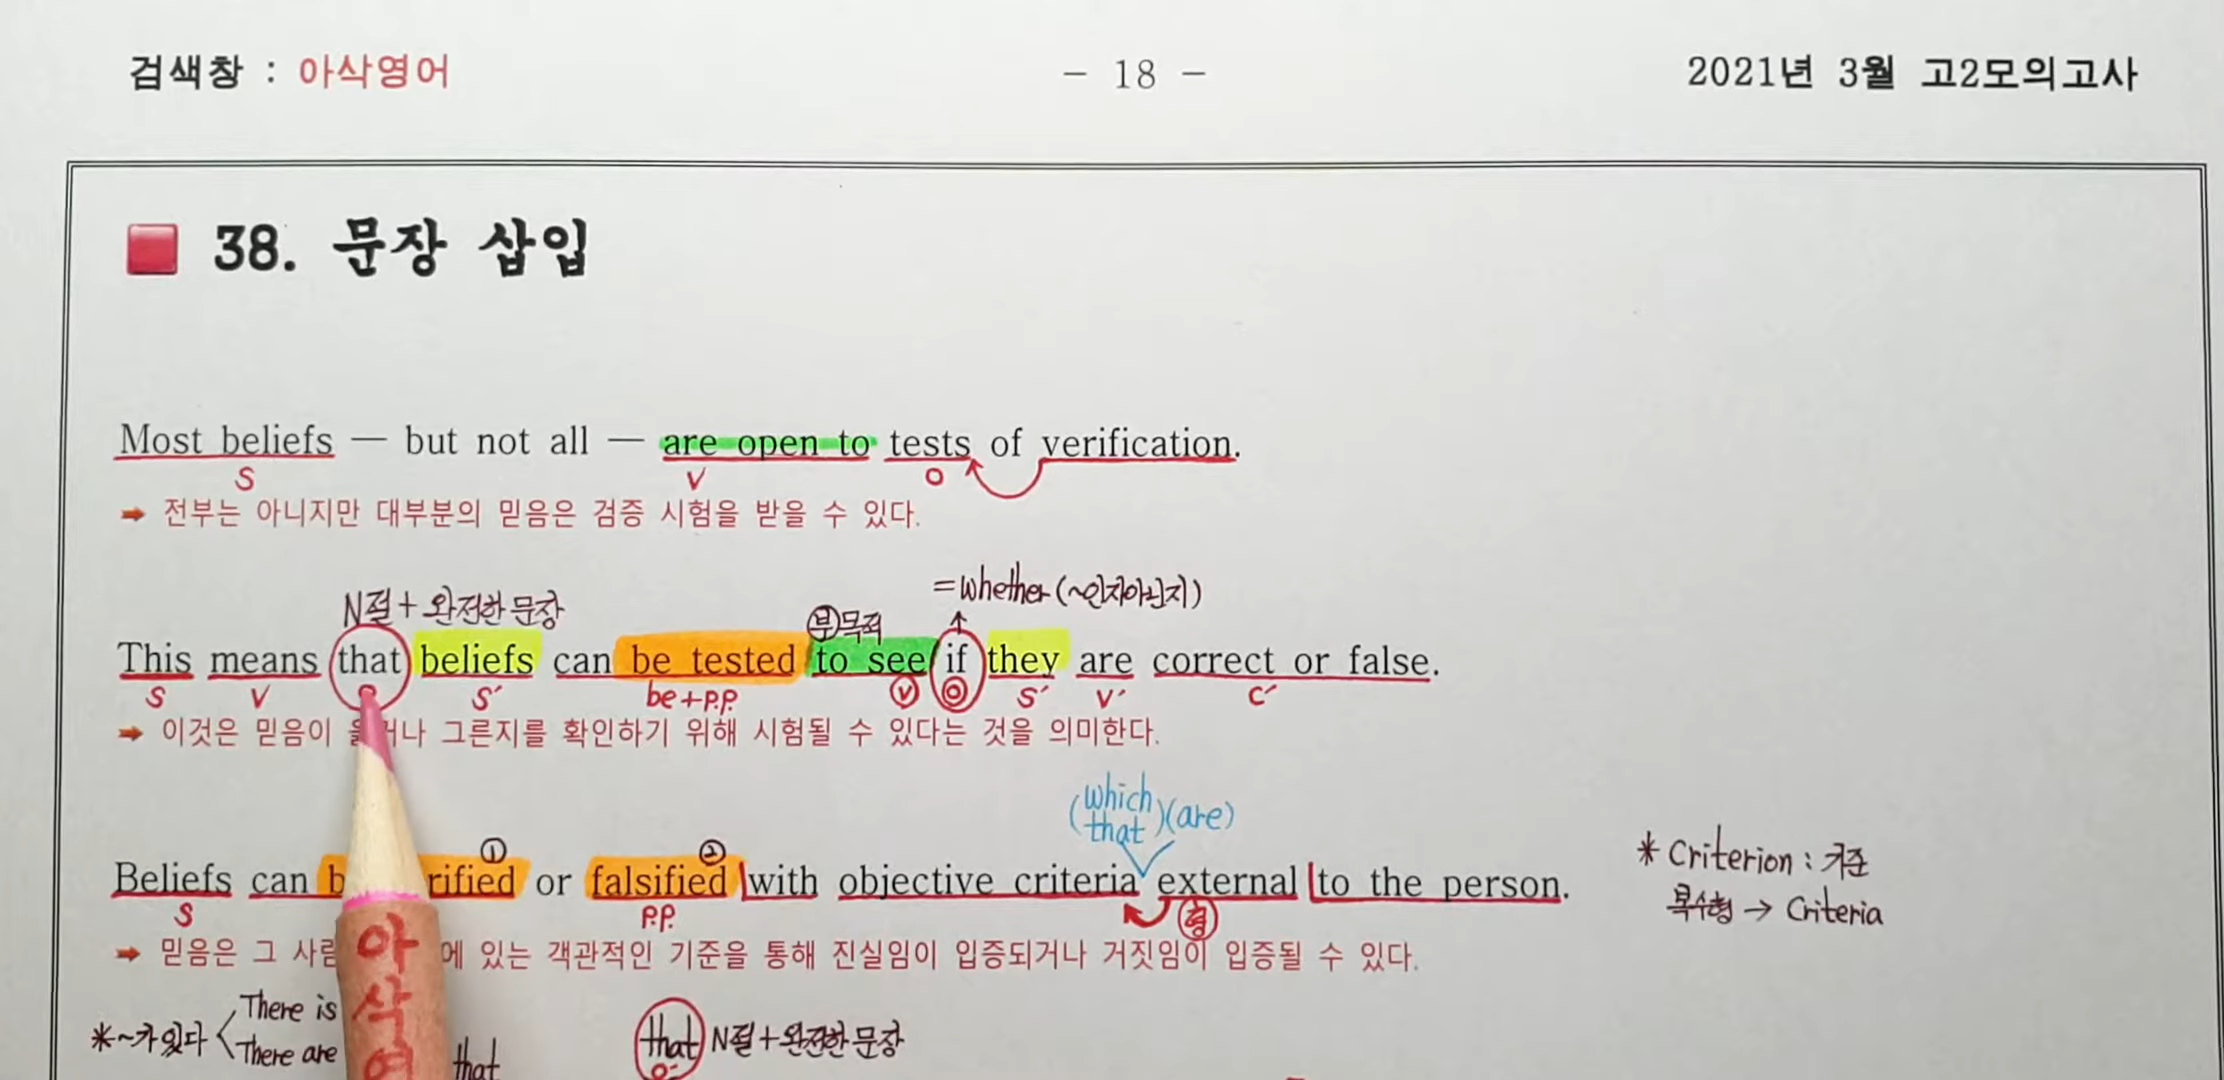 검색창 : 아삭영어
- 18 -
2021년 3월 고2모의고사
38. 문장 삽입
Most beliefs — but not all — are open to tests of verification.
S V O
➡ 전부는 아니지만 대부분의 믿음은 검증 시험을 받을 수 있다.
=whether (~인지아닌지)
N절+완전한 문장
부 목적
This means that beliefs can be tested to see if they are correct or false.
S V S′ be+p.p. V O S′ V′ C′
➡ 이것은 믿음이 나 그른지를 확인하기 위해 시험될 수 있다는 것을 의미한다.
(which that)(are)
* Criterion : 기준
복수형 → Criteria
① ②
Beliefs can b rified or falsified with objective criteria external to the person.
S P.P. 형
➡ 믿음은 그 사람 에 있는 객관적인 기준을 통해 진실임이 입증되거나 거짓임이 입증될 수 있다.
*~가 있다 < There is
There are
that
that N절+완전한 문장
아삭영